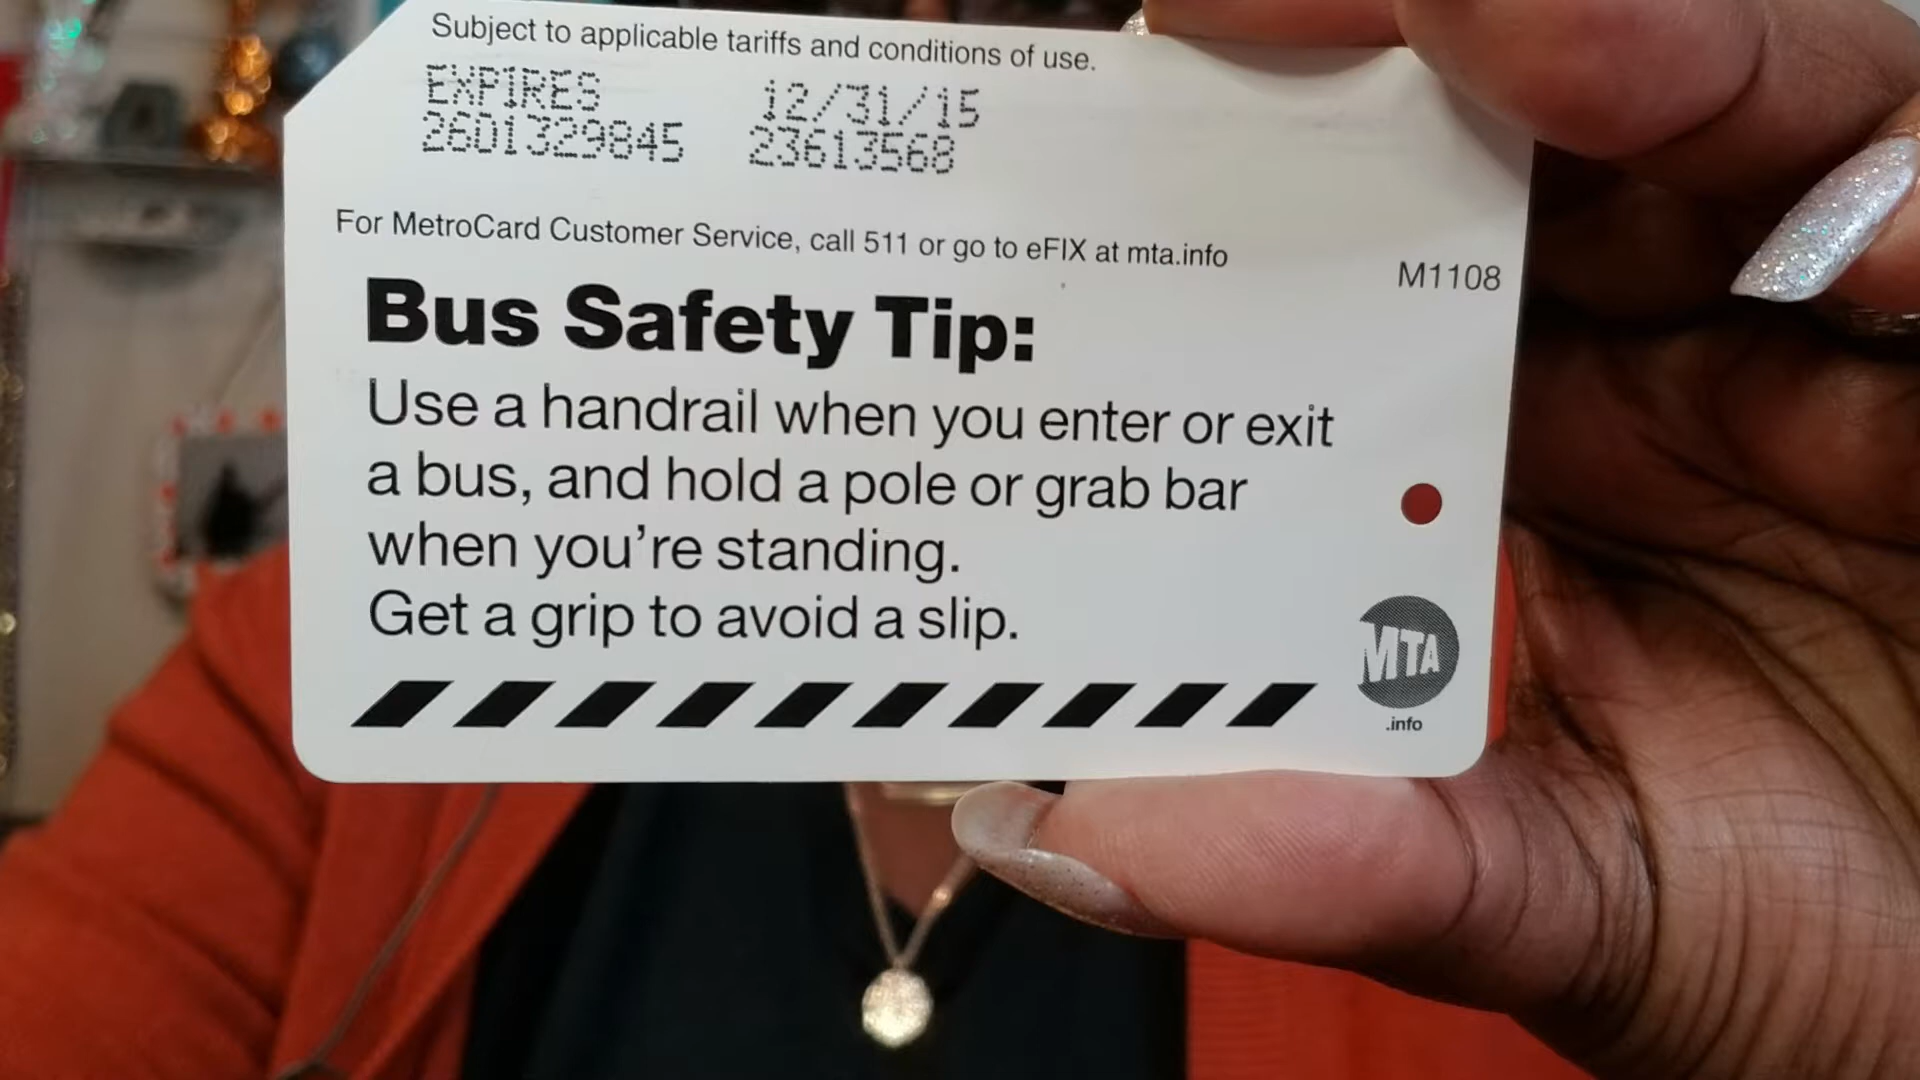 Subject to applicable tariffs and conditions of use.
EXPIRES 12/31/15
2601329845 23613568
For MetroCard Customer Service, call 511 or go to eFIX at mta.info
M1108
Bus Safety Tip:
Use a handrail when you enter or exit
a bus, and hold a pole or grab bar
when you're standing.
Get a grip to avoid a slip.
MTA
.info